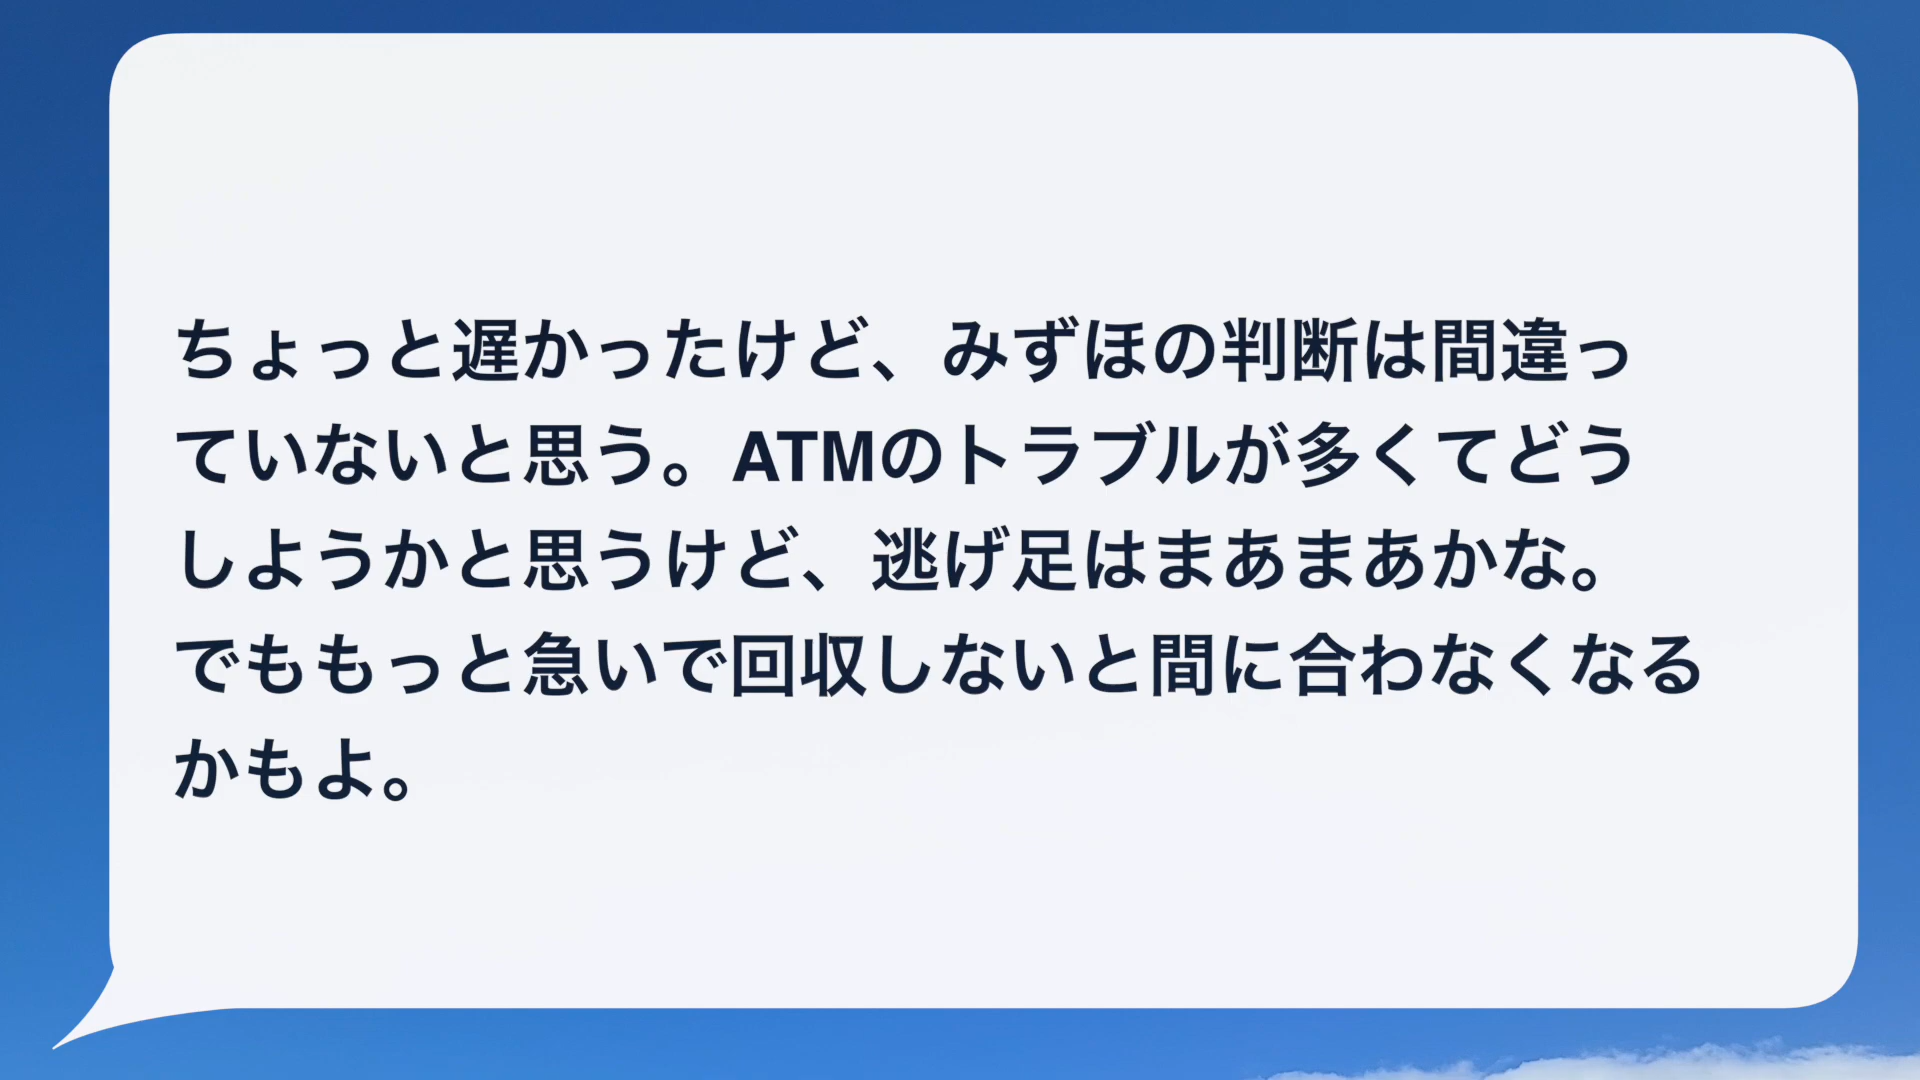 ちょっと遅かったけど、みずほの判断は間違っ
ていないと思う。ATMのトラブルが多くてどう
しようかと思うけど、逃げ足はまあまあかな。
でももっと急いで回収しないと間に合わなくなる
かもよ。